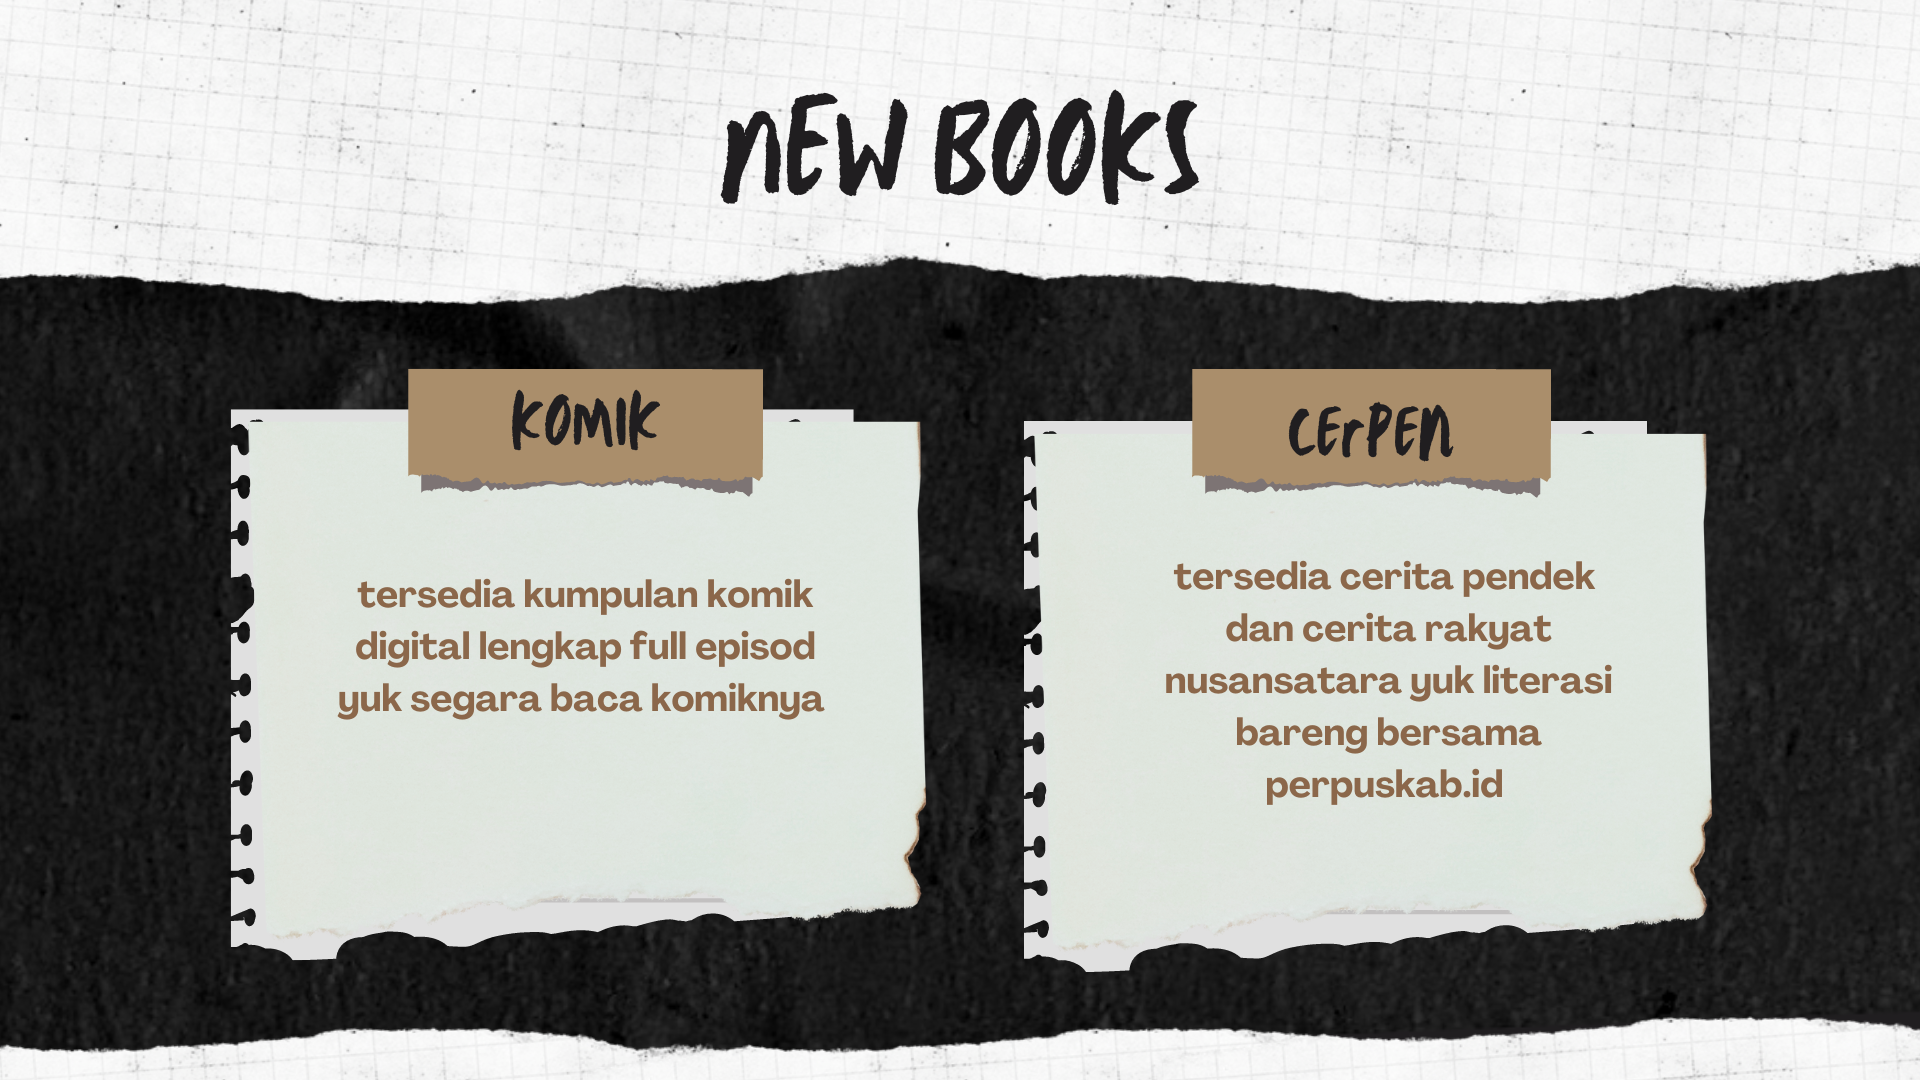 NEW BOOKS
KOMIK
tersedia kumpulan komik
digital lengkap full episod
yuk segara baca komiknya
CErPEN
tersedia cerita pendek
dan cerita rakyat
nusansatara yuk literasi
bareng bersama
perpuskab.id